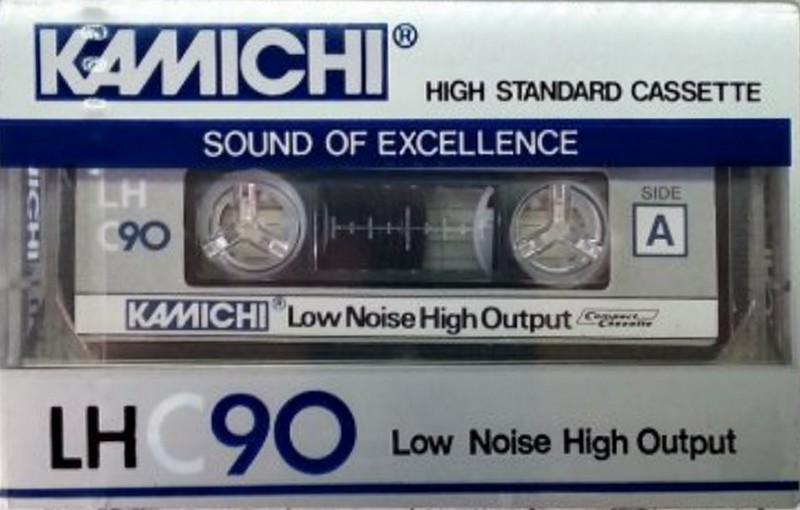 KAMICHI®
HIGH STANDARD CASSETTE
SOUND OF EXCELLENCE
LH
C90
SIDE
A
KAMICHI® Low Noise High Output Compact Cassette
LHC90 Low Noise High Output